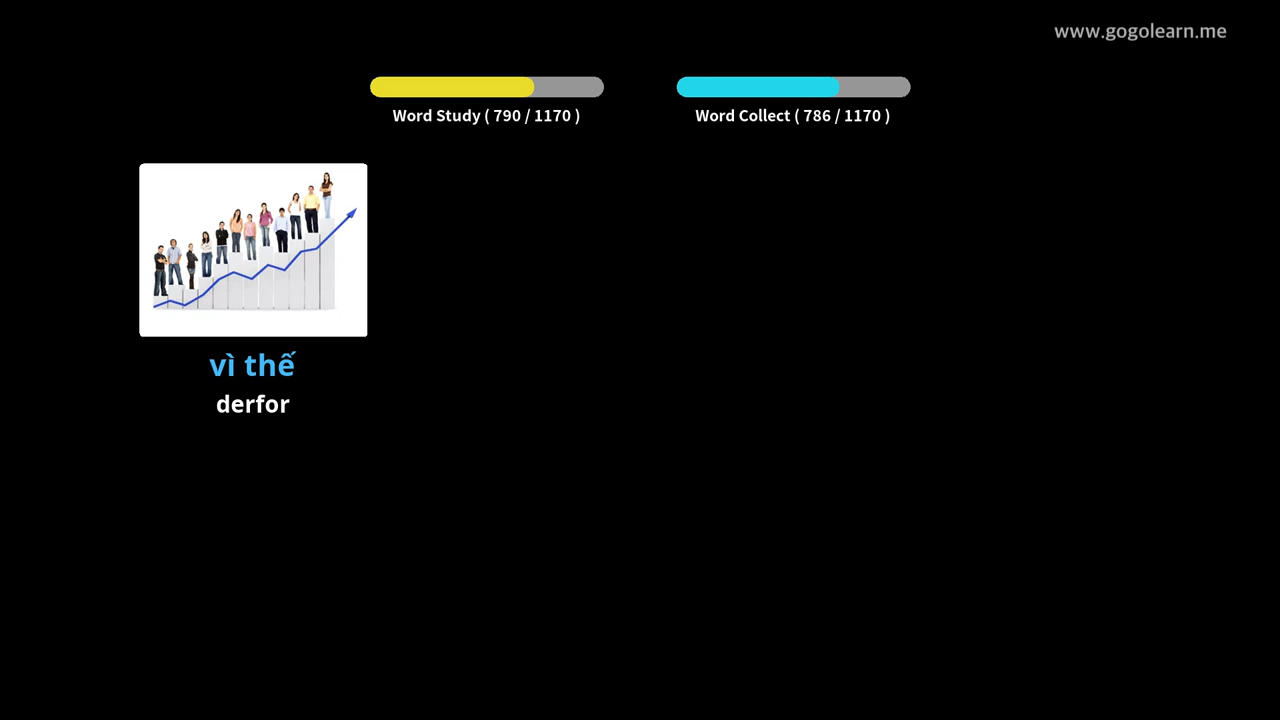 www.gogolearn.me
Word Study ( 790 / 1170 )
Word Collect ( 786 / 1170 )
vì thế
derfor